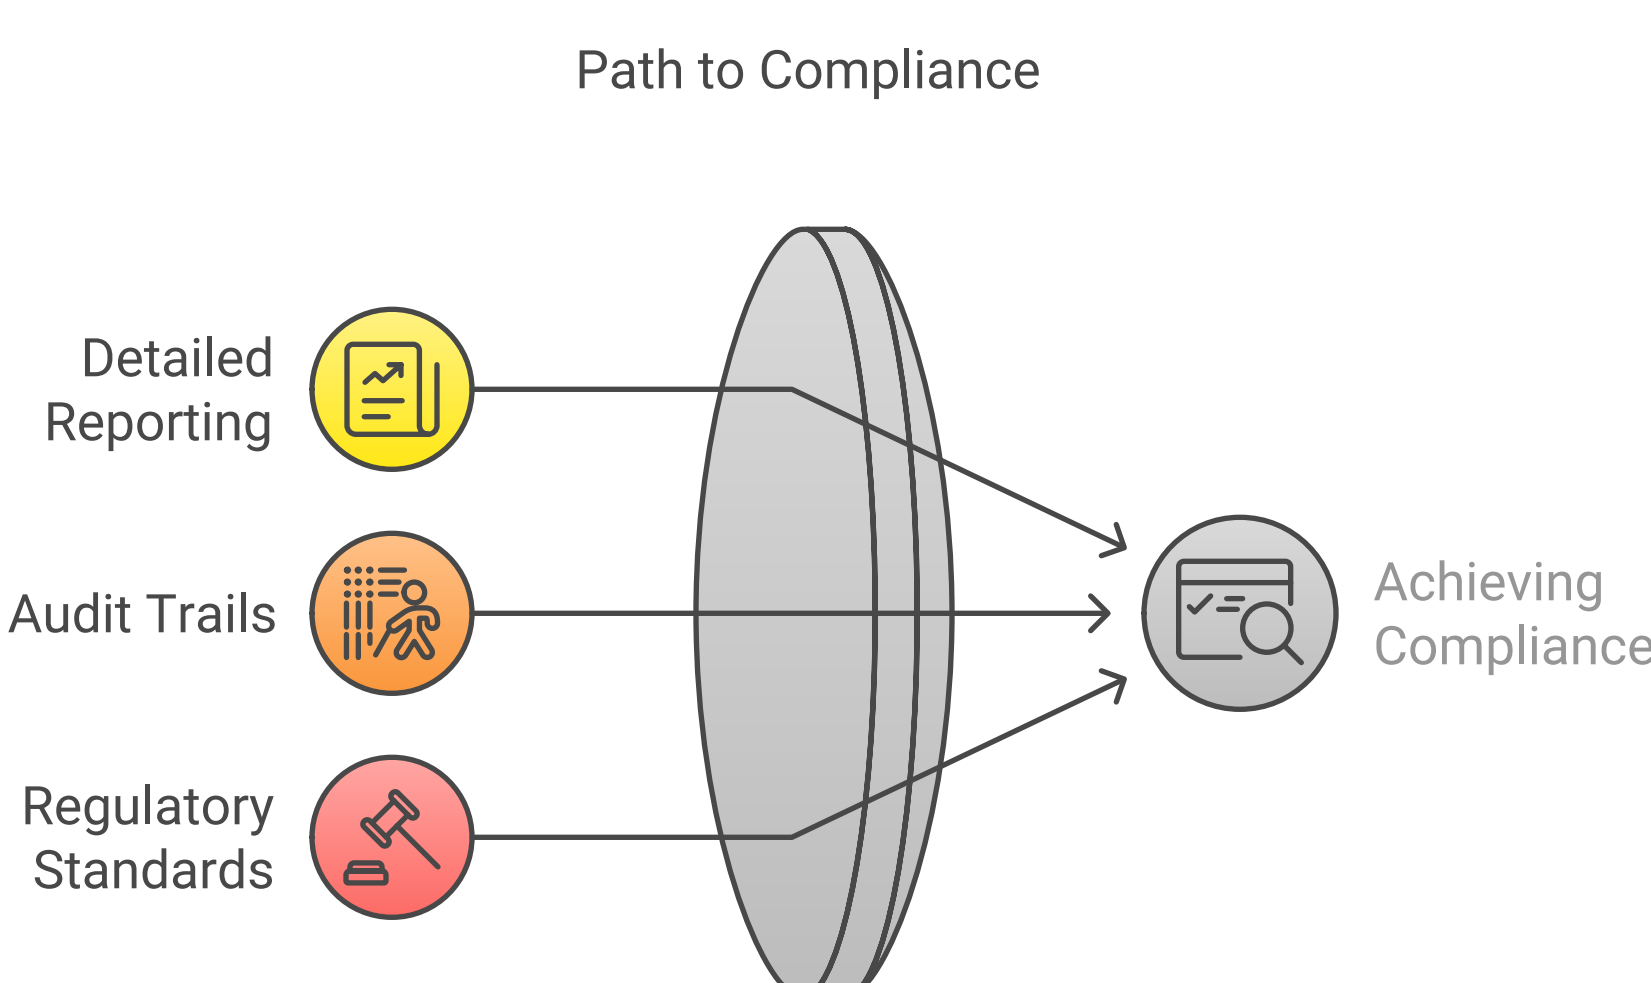 Path to Compliance
Detailed
Reporting
Audit Trails
Regulatory
Standards
Achieving
Compliance